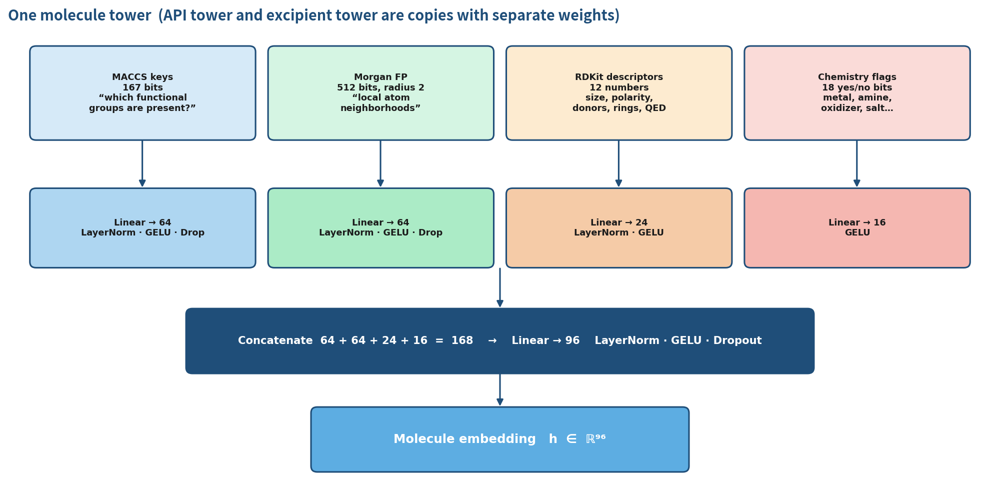 One molecule tower  (API tower and excipient tower are copies with separate weights)
MACCS keys
167 bits
“which functional
groups are present?”
Morgan FP
512 bits, radius 2
“local atom
neighborhoods”
RDKit descriptors
12 numbers
size, polarity,
donors, rings, QED
Chemistry flags
18 yes/no bits
metal, amine,
oxidizer, salt…
Linear → 64
LayerNorm · GELU · Drop
Linear → 64
LayerNorm · GELU · Drop
Linear → 24
LayerNorm · GELU
Linear → 16
GELU
Concatenate  64 + 64 + 24 + 16  =  168    →    Linear → 96    LayerNorm · GELU · Dropout
Molecule embedding   h  ∈  ℝ⁹⁶